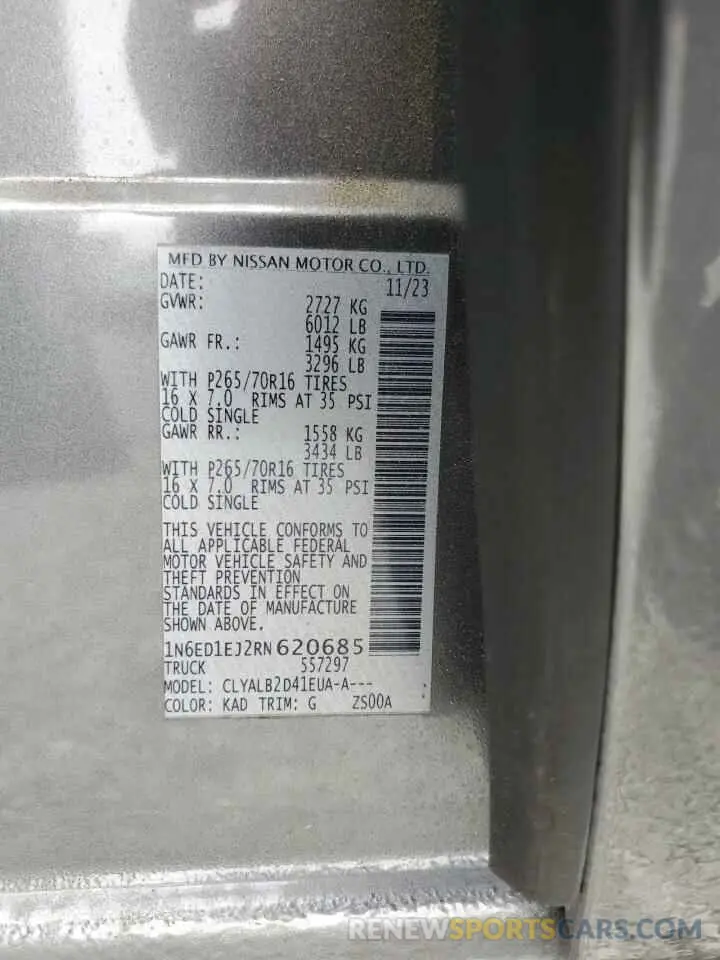 MFD BY NISSAN MOTOR CO., LTD.
DATE: 11/23
GVWR: 2727 KG
6012 LB
GAWR FR.: 1495 KG
3296 LB
WITH P265/70R16 TIRES
16 X 7.0 RIMS AT 35 PSI
COLD SINGLE
GAWR RR.: 1558 KG
3434 LB
WITH P265/70R16 TIRES
16 X 7.0 RIMS AT 35 PSI
COLD SINGLE
THIS VEHICLE CONFORMS TO
ALL APPLICABLE FEDERAL
MOTOR VEHICLE SAFETY AND
THEFT PREVENTION
STANDARDS IN EFFECT ON
THE DATE OF MANUFACTURE
SHOWN ABOVE.
1N6ED1EJ2RN620685
TRUCK 557297
MODEL: CLYALB2D41EUA-A---
COLOR: KAD TRIM: G ZS00A
RENEWSPORTSCARS.COM